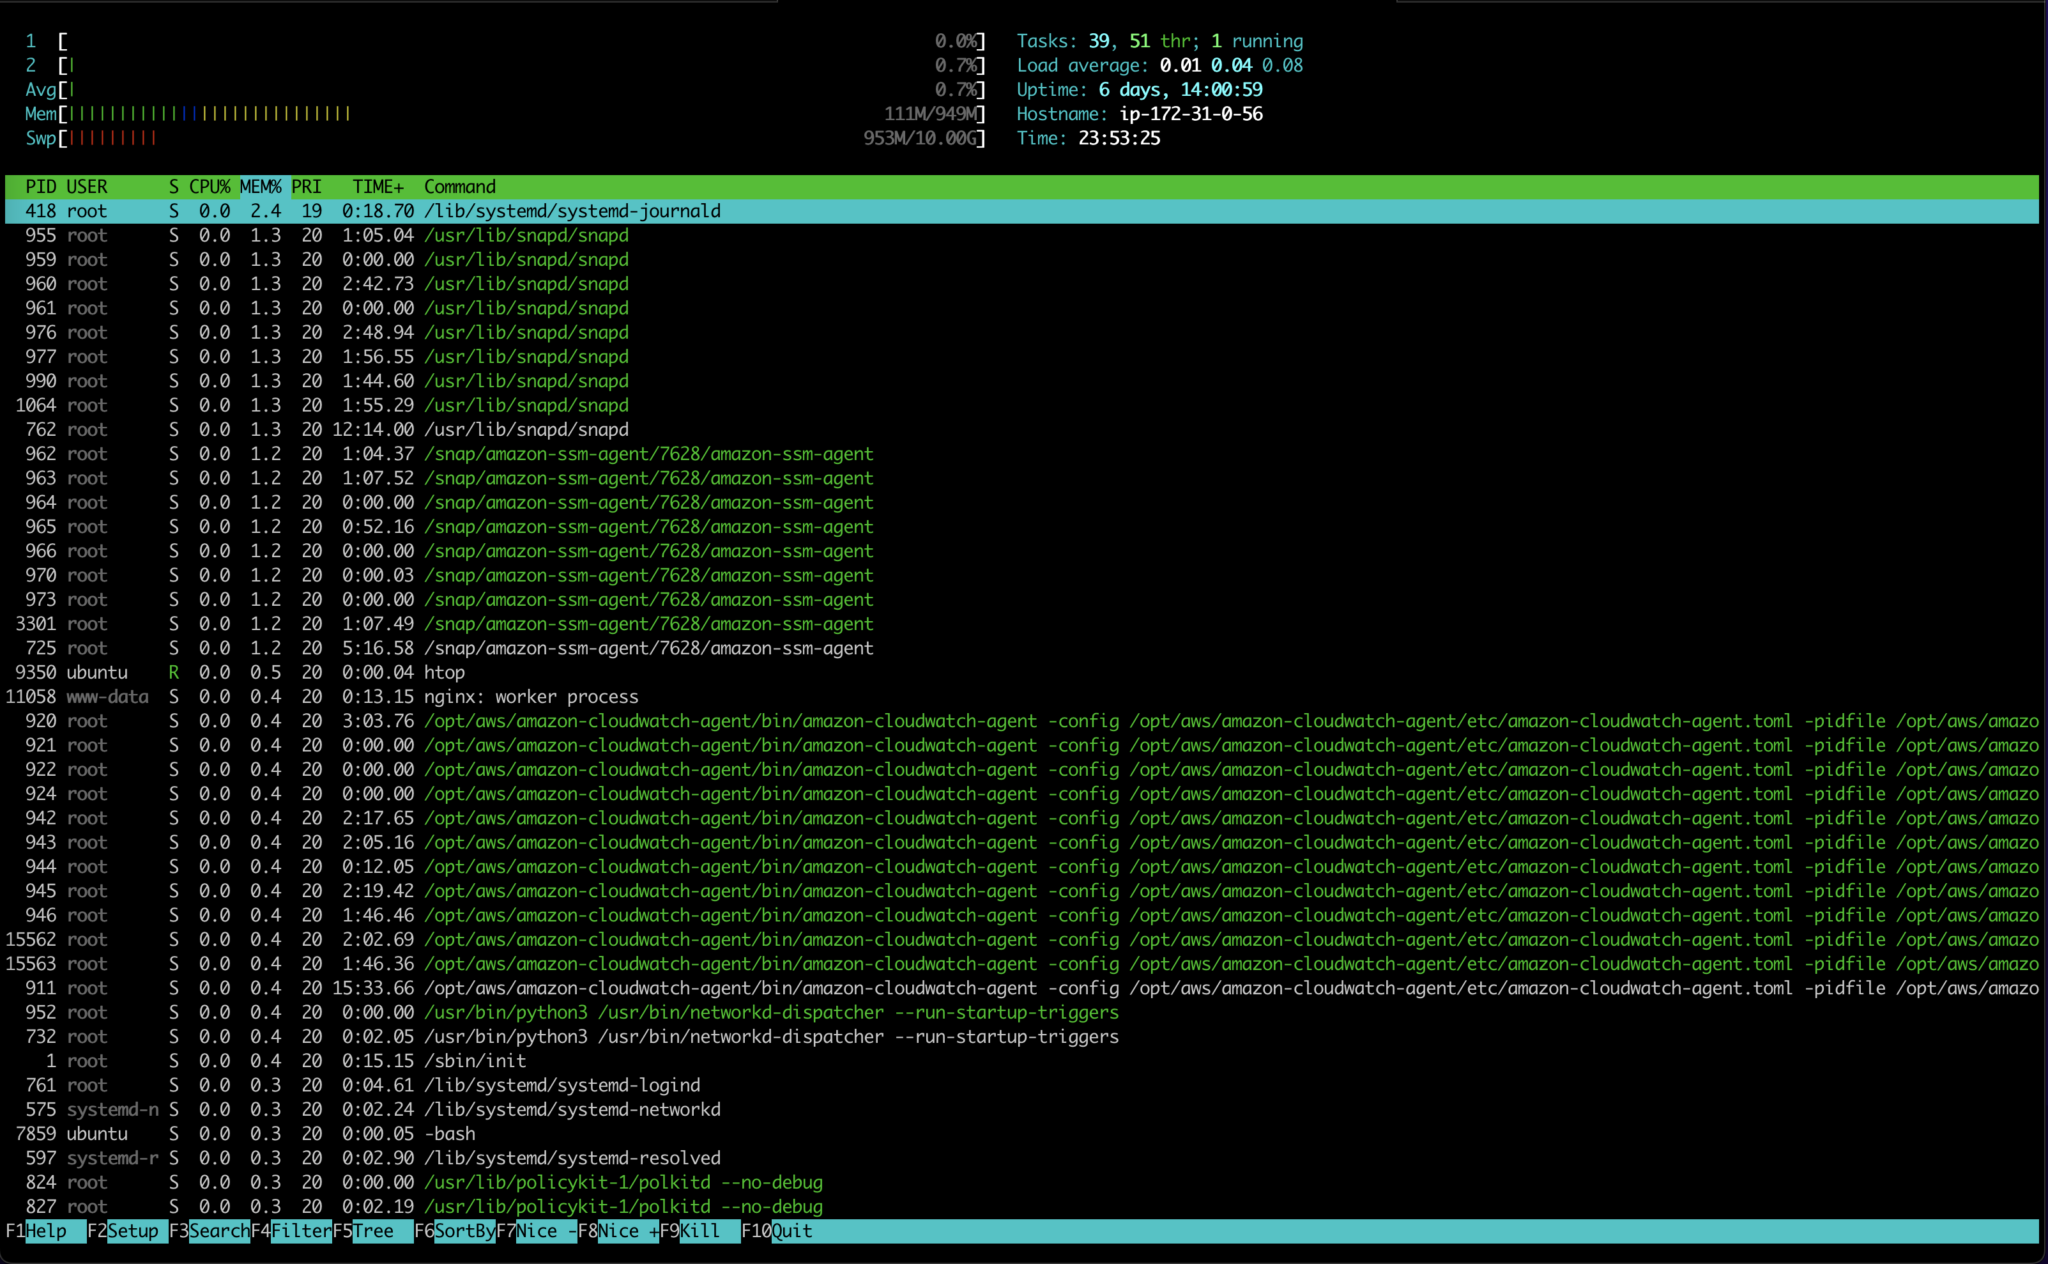 1 [ 0.0%] Tasks: 39, 51 thr; 1 running
2 [| 0.7%] Load average: 0.01 0.04 0.08
Avg[| 0.7%] Uptime: 6 days, 14:00:59
Mem[||||||||||||||||||||||||||||| 111M/949M] Hostname: ip-172-31-0-56
Swp[||||||||| 953M/10.00G] Time: 23:53:25
PID USER S CPU% MEM% PRI TIME+ Command
418 root S 0.0 2.4 19 0:18.70 /lib/systemd/systemd-journald
955 root S 0.0 1.3 20 1:05.04 /usr/lib/snapd/snapd
959 root S 0.0 1.3 20 0:00.00 /usr/lib/snapd/snapd
960 root S 0.0 1.3 20 2:42.73 /usr/lib/snapd/snapd
961 root S 0.0 1.3 20 0:00.00 /usr/lib/snapd/snapd
976 root S 0.0 1.3 20 2:48.94 /usr/lib/snapd/snapd
977 root S 0.0 1.3 20 1:56.55 /usr/lib/snapd/snapd
990 root S 0.0 1.3 20 1:44.60 /usr/lib/snapd/snapd
1064 root S 0.0 1.3 20 1:55.29 /usr/lib/snapd/snapd
762 root S 0.0 1.3 20 12:14.00 /usr/lib/snapd/snapd
962 root S 0.0 1.2 20 1:04.37 /snap/amazon-ssm-agent/7628/amazon-ssm-agent
963 root S 0.0 1.2 20 1:07.52 /snap/amazon-ssm-agent/7628/amazon-ssm-agent
964 root S 0.0 1.2 20 0:00.00 /snap/amazon-ssm-agent/7628/amazon-ssm-agent
965 root S 0.0 1.2 20 0:52.16 /snap/amazon-ssm-agent/7628/amazon-ssm-agent
966 root S 0.0 1.2 20 0:00.00 /snap/amazon-ssm-agent/7628/amazon-ssm-agent
970 root S 0.0 1.2 20 0:00.03 /snap/amazon-ssm-agent/7628/amazon-ssm-agent
973 root S 0.0 1.2 20 0:00.00 /snap/amazon-ssm-agent/7628/amazon-ssm-agent
3301 root S 0.0 1.2 20 1:07.49 /snap/amazon-ssm-agent/7628/amazon-ssm-agent
725 root S 0.0 1.2 20 5:16.58 /snap/amazon-ssm-agent/7628/amazon-ssm-agent
9350 ubuntu R 0.0 0.5 20 0:00.04 htop
11058 www-data S 0.0 0.4 20 0:13.15 nginx: worker process
920 root S 0.0 0.4 20 3:03.76 /opt/aws/amazon-cloudwatch-agent/bin/amazon-cloudwatch-agent -config /opt/aws/amazon-cloudwatch-agent/etc/amazon-cloudwatch-agent.toml -pidfile /opt/aws/amazo
921 root S 0.0 0.4 20 0:00.00 /opt/aws/amazon-cloudwatch-agent/bin/amazon-cloudwatch-agent -config /opt/aws/amazon-cloudwatch-agent/etc/amazon-cloudwatch-agent.toml -pidfile /opt/aws/amazo
922 root S 0.0 0.4 20 0:00.00 /opt/aws/amazon-cloudwatch-agent/bin/amazon-cloudwatch-agent -config /opt/aws/amazon-cloudwatch-agent/etc/amazon-cloudwatch-agent.toml -pidfile /opt/aws/amazo
924 root S 0.0 0.4 20 0:00.00 /opt/aws/amazon-cloudwatch-agent/bin/amazon-cloudwatch-agent -config /opt/aws/amazon-cloudwatch-agent/etc/amazon-cloudwatch-agent.toml -pidfile /opt/aws/amazo
942 root S 0.0 0.4 20 2:17.65 /opt/aws/amazon-cloudwatch-agent/bin/amazon-cloudwatch-agent -config /opt/aws/amazon-cloudwatch-agent/etc/amazon-cloudwatch-agent.toml -pidfile /opt/aws/amazo
943 root S 0.0 0.4 20 2:05.16 /opt/aws/amazon-cloudwatch-agent/bin/amazon-cloudwatch-agent -config /opt/aws/amazon-cloudwatch-agent/etc/amazon-cloudwatch-agent.toml -pidfile /opt/aws/amazo
944 root S 0.0 0.4 20 0:12.05 /opt/aws/amazon-cloudwatch-agent/bin/amazon-cloudwatch-agent -config /opt/aws/amazon-cloudwatch-agent/etc/amazon-cloudwatch-agent.toml -pidfile /opt/aws/amazo
945 root S 0.0 0.4 20 2:19.42 /opt/aws/amazon-cloudwatch-agent/bin/amazon-cloudwatch-agent -config /opt/aws/amazon-cloudwatch-agent/etc/amazon-cloudwatch-agent.toml -pidfile /opt/aws/amazo
946 root S 0.0 0.4 20 1:46.46 /opt/aws/amazon-cloudwatch-agent/bin/amazon-cloudwatch-agent -config /opt/aws/amazon-cloudwatch-agent/etc/amazon-cloudwatch-agent.toml -pidfile /opt/aws/amazo
15562 root S 0.0 0.4 20 2:02.69 /opt/aws/amazon-cloudwatch-agent/bin/amazon-cloudwatch-agent -config /opt/aws/amazon-cloudwatch-agent/etc/amazon-cloudwatch-agent.toml -pidfile /opt/aws/amazo
15563 root S 0.0 0.4 20 1:46.36 /opt/aws/amazon-cloudwatch-agent/bin/amazon-cloudwatch-agent -config /opt/aws/amazon-cloudwatch-agent/etc/amazon-cloudwatch-agent.toml -pidfile /opt/aws/amazo
911 root S 0.0 0.4 20 15:33.66 /opt/aws/amazon-cloudwatch-agent/bin/amazon-cloudwatch-agent -config /opt/aws/amazon-cloudwatch-agent/etc/amazon-cloudwatch-agent.toml -pidfile /opt/aws/amazo
952 root S 0.0 0.4 20 0:00.00 /usr/bin/python3 /usr/bin/networkd-dispatcher --run-startup-triggers
732 root S 0.0 0.4 20 0:02.05 /usr/bin/python3 /usr/bin/networkd-dispatcher --run-startup-triggers
1 root S 0.0 0.4 20 0:15.15 /sbin/init
761 root S 0.0 0.3 20 0:04.61 /lib/systemd/systemd-logind
575 systemd-n S 0.0 0.3 20 0:02.24 /lib/systemd/systemd-networkd
7859 ubuntu S 0.0 0.3 20 0:00.05 -bash
597 systemd-r S 0.0 0.3 20 0:02.90 /lib/systemd/systemd-resolved
824 root S 0.0 0.3 20 0:00.00 /usr/lib/policykit-1/polkitd --no-debug
827 root S 0.0 0.3 20 0:02.19 /usr/lib/policykit-1/polkitd --no-debug
F1Help F2Setup F3SearchF4FilterF5Tree F6SortByF7Nice -F8Nice +F9Kill F10Quit